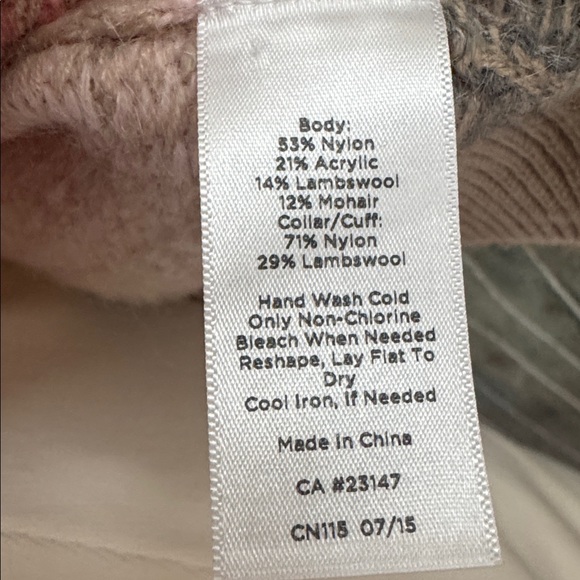 Body:
53% Nylon
21% Acrylic
14% Lambswool
12% Mohair
Collar/Cuff:
71% Nylon
29% Lambswool
Hand Wash Cold
Only Non-Chlorine
Bleach When Needed
Reshape, Lay Flat To
Dry
Cool Iron, If Needed
Made in China
CA #23147
CN115 07/15